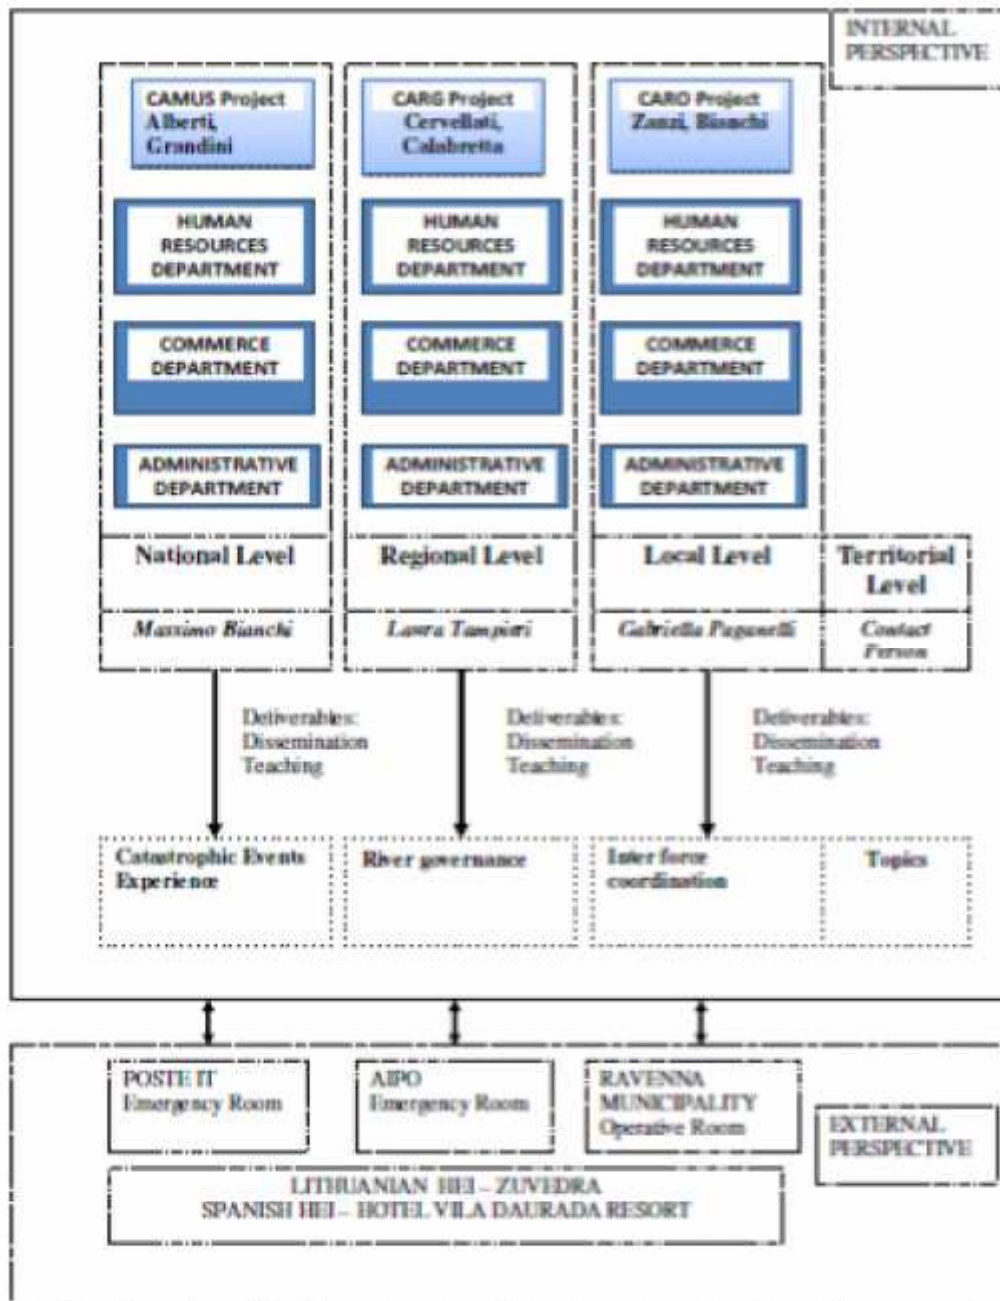 INTERNAL
PERSPECTIVE
CAMUS Project
Alberti,
Grandini
CARG Project
Cervellati,
Calabretta
CARO Project
Zanzi, Bianchi
HUMAN
RESOURCES
DEPARTMENT
HUMAN
RESOURCES
DEPARTMENT
HUMAN
RESOURCES
DEPARTMENT
COMMERCE
DEPARTMENT
COMMERCE
DEPARTMENT
COMMERCE
DEPARTMENT
ADMINISTRATIVE
DEPARTMENT
ADMINISTRATIVE
DEPARTMENT
ADMINISTRATIVE
DEPARTMENT
National Level
Regional Level
Local Level
Territorial
Level
Massimo Bianchi
Laura Tampieri
Gabriella Paganelli
Contact
Person
Deliverables:
Dissemination
Teaching
Deliverables:
Dissemination
Teaching
Deliverables:
Dissemination
Teaching
Catastrophic Events
Experience
River governance
Inter force
coordination
Topics
POSTE IT
Emergency Room
AIPO
Emergency Room
RAVENNA
MUNICIPALITY
Operative Room
EXTERNAL
PERSPECTIVE
LITHUANIAN HEI – ZUVEDRA
SPANISH HEI – HOTEL VILA DAURADA RESORT